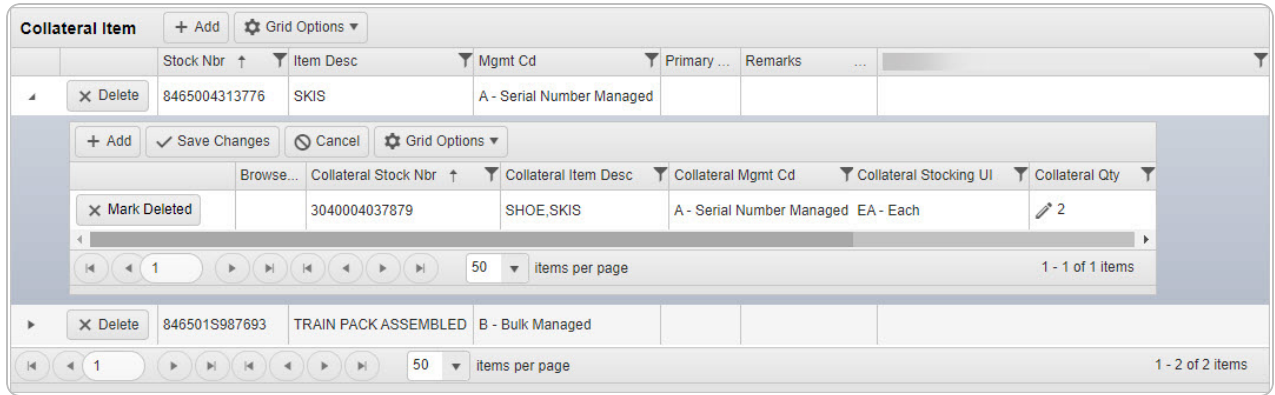 Collateral Item + Add Grid Options
Stock Nbr ↑ Item Desc Mgmt Cd Primary ... Remarks ...
Delete 8465004313776 SKIS A - Serial Number Managed
+ Add Save Changes Cancel Grid Options
Browse... Collateral Stock Nbr ↑ Collateral Item Desc Collateral Mgmt Cd Collateral Stocking UI Collateral Qty
Mark Deleted 3040004037879 SHOE,SKIS A - Serial Number Managed EA - Each 2
1 50 items per page 1 - 1 of 1 items
Delete 846501S987693 TRAIN PACK ASSEMBLED B - Bulk Managed
1 50 items per page 1 - 2 of 2 items